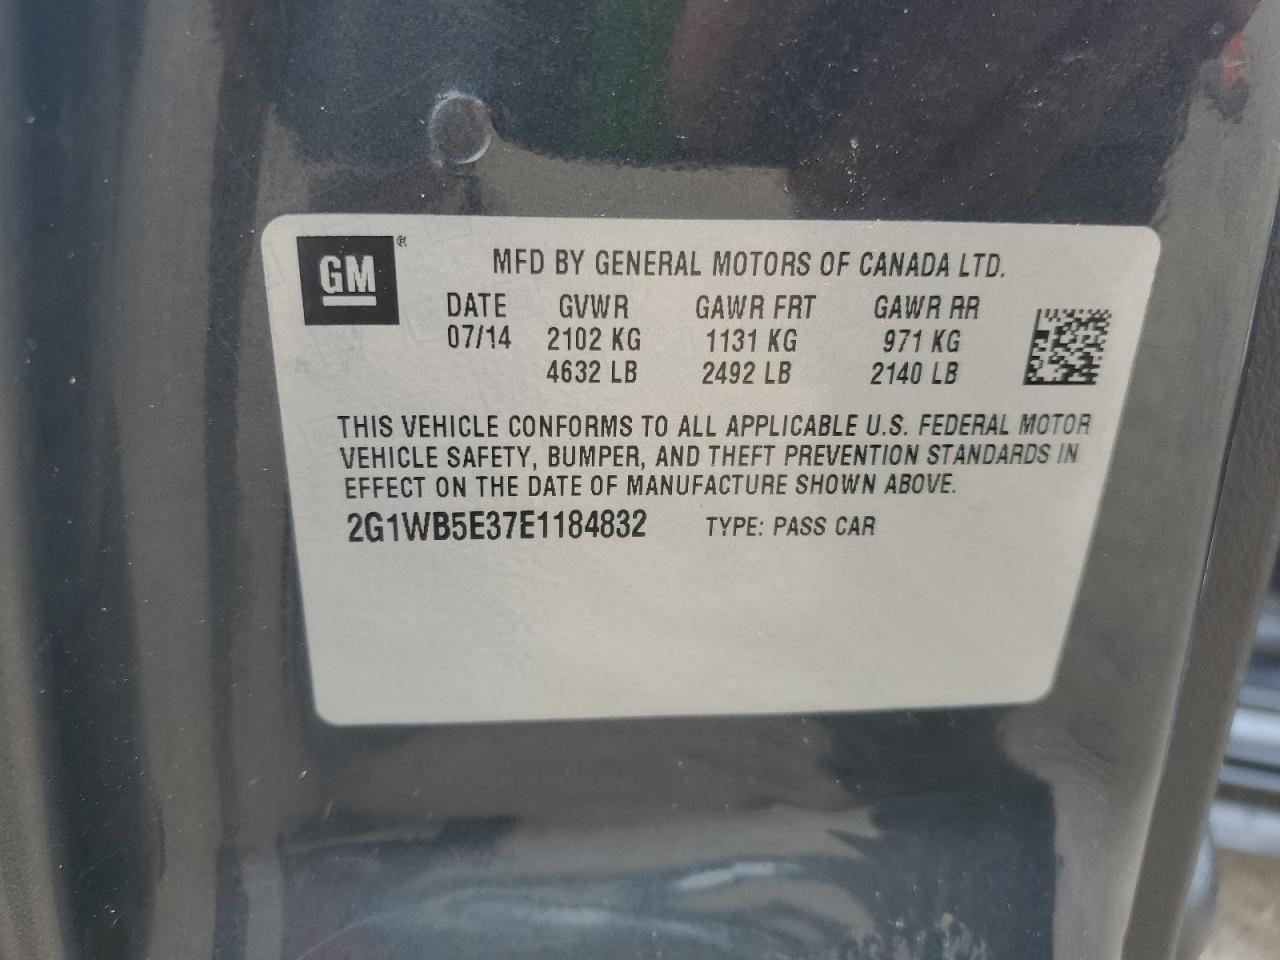 GM ®
MFD BY GENERAL MOTORS OF CANADA LTD.
DATE GVWR GAWR FRT GAWR RR
07/14 2102 KG 1131 KG 971 KG
4632 LB 2492 LB 2140 LB
THIS VEHICLE CONFORMS TO ALL APPLICABLE U.S. FEDERAL MOTOR
VEHICLE SAFETY, BUMPER, AND THEFT PREVENTION STANDARDS IN
EFFECT ON THE DATE OF MANUFACTURE SHOWN ABOVE.
2G1WB5E37E1184832 TYPE: PASS CAR